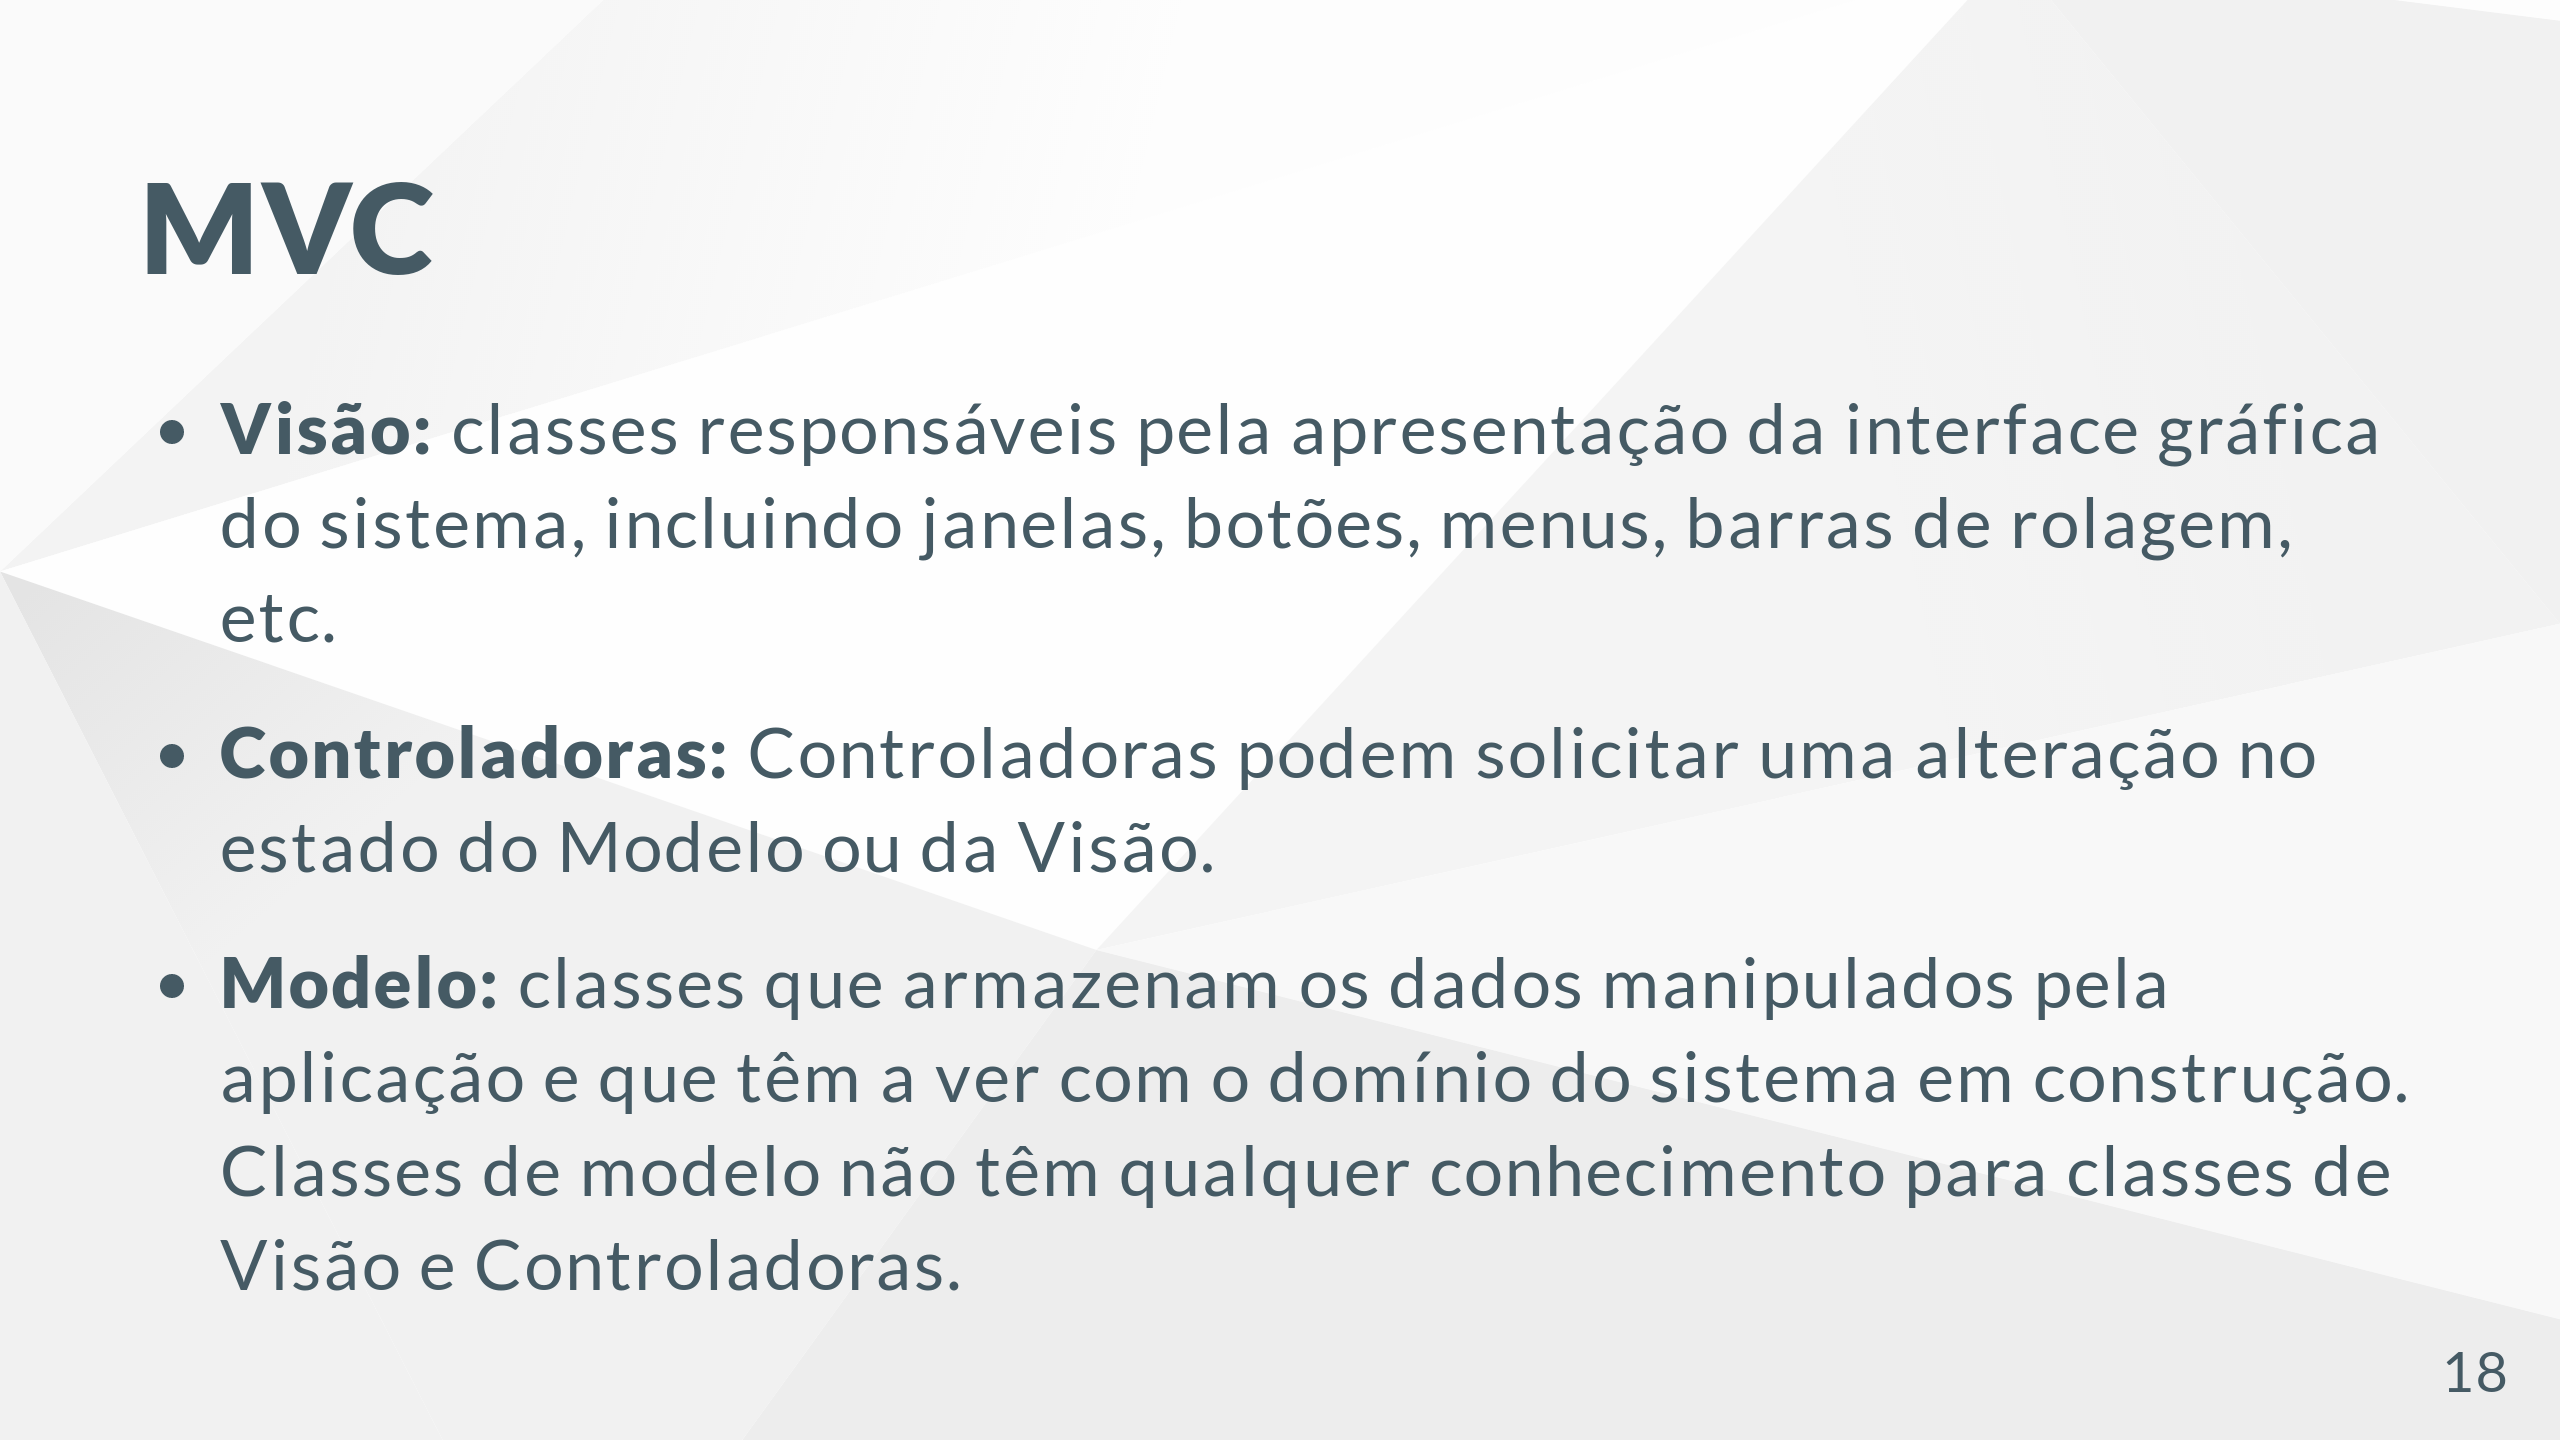 MVC
• Visão: classes responsáveis pela apresentação da interface gráfica
do sistema, incluindo janelas, botões, menus, barras de rolagem,
etc.
• Controladoras: Controladoras podem solicitar uma alteração no
estado do Modelo ou da Visão.
• Modelo: classes que armazenam os dados manipulados pela
aplicação e que têm a ver com o domínio do sistema em construção.
Classes de modelo não têm qualquer conhecimento para classes de
Visão e Controladoras.
18